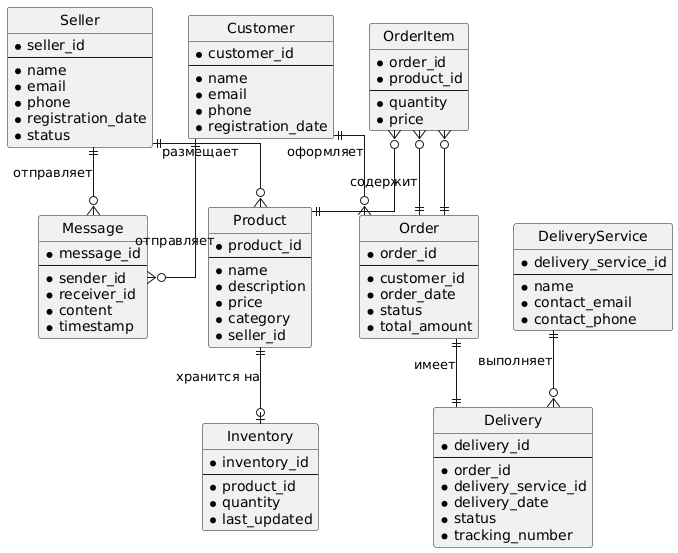 Seller
seller_id
name
email
phone
registration_date
status
Customer
customer_id
name
email
phone
registration_date
OrderItem
order_id
product_id
quantity
price
отправляет
размещает
оформляет
содержит
отправляет
Message
message_id
sender_id
receiver_id
content
timestamp
Product
product_id
name
description
price
category
seller_id
Order
order_id
customer_id
order_date
status
total_amount
DeliveryService
delivery_service_id
name
contact_email
contact_phone
хранится на
имеет
выполняет
Inventory
inventory_id
product_id
quantity
last_updated
Delivery
delivery_id
order_id
delivery_service_id
delivery_date
status
tracking_number